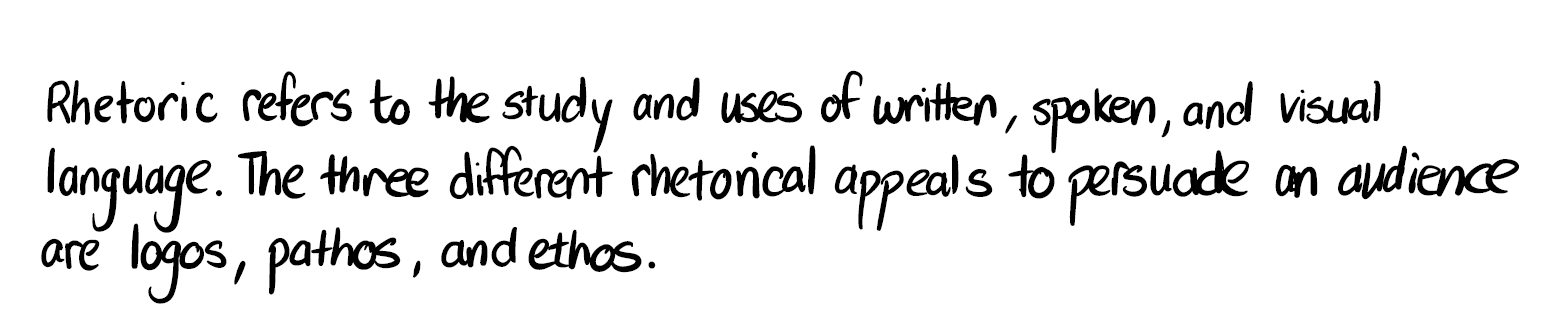 Rhetoric refers to the study and uses of written, spoken, and visual
language. The three different rhetorical appeals to persuade an audience
are logos, pathos, and ethos.